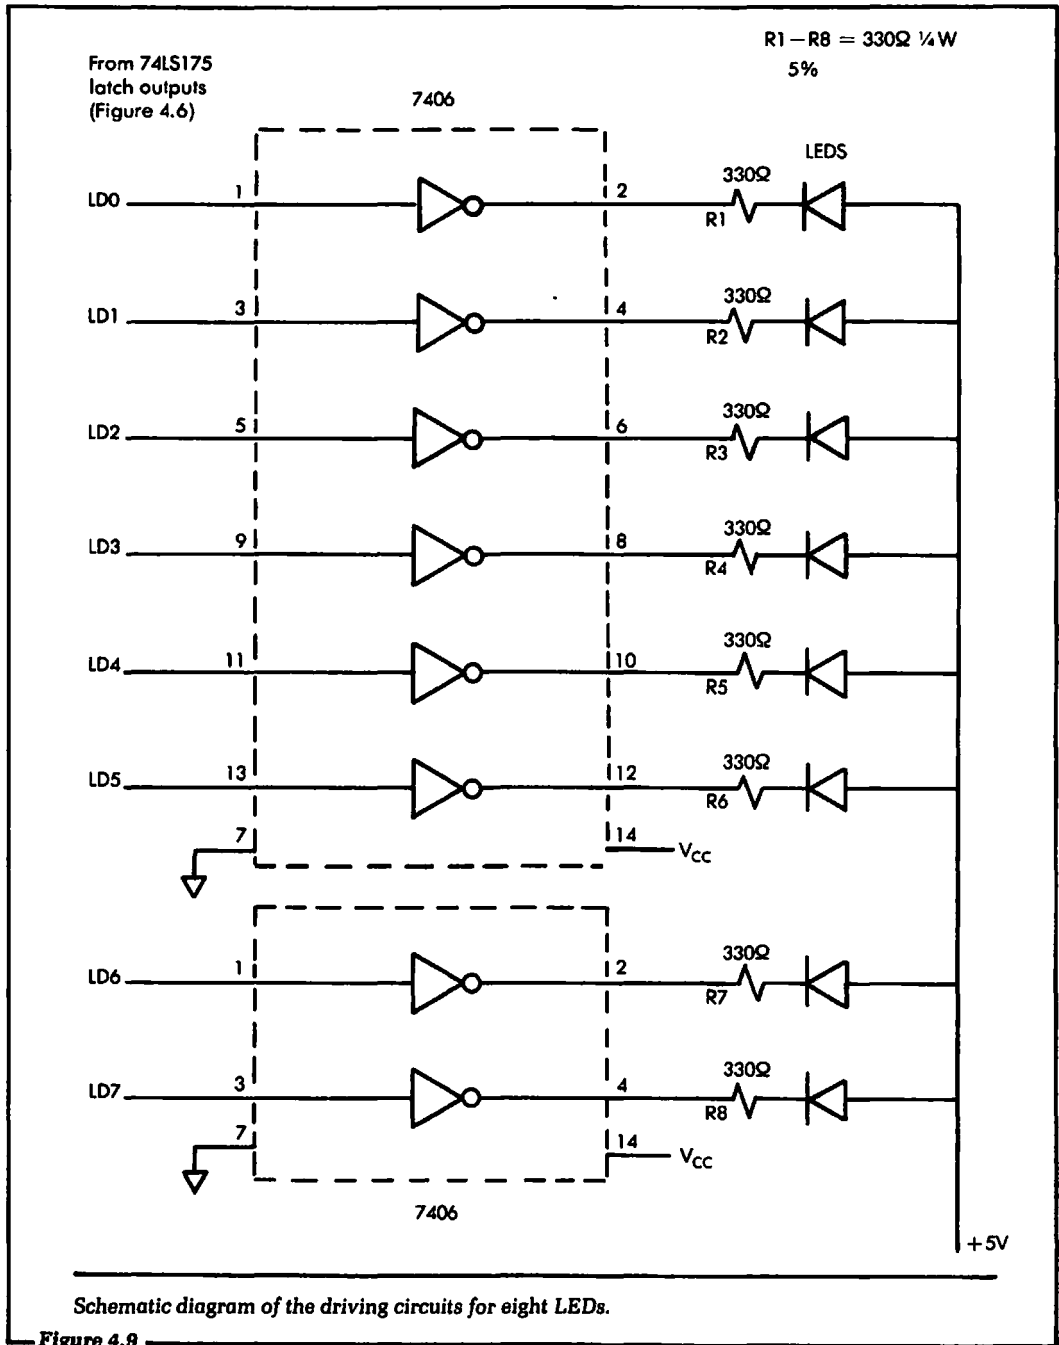 R1–R8 = 330Ω ¼W
5%
From 74LS175
latch outputs
(Figure 4.6)
7406
LEDS
LD0 1 2 330Ω R1
LD1 3 4 330Ω R2
LD2 5 6 330Ω R3
LD3 9 8 330Ω R4
LD4 11 10 330Ω R5
LD5 13 12 330Ω R6
7 14 VCC
LD6 1 2 330Ω R7
LD7 3 4 330Ω R8
7 14 VCC
7406
+5V
Schematic diagram of the driving circuits for eight LEDs.
Figure 4.9